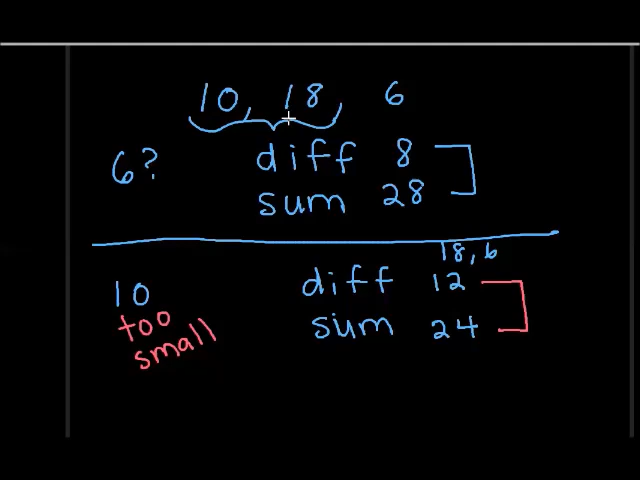 10, 18, 6
6? diff 8
sum 28
18, 6
10 diff 12
too sum 24
small